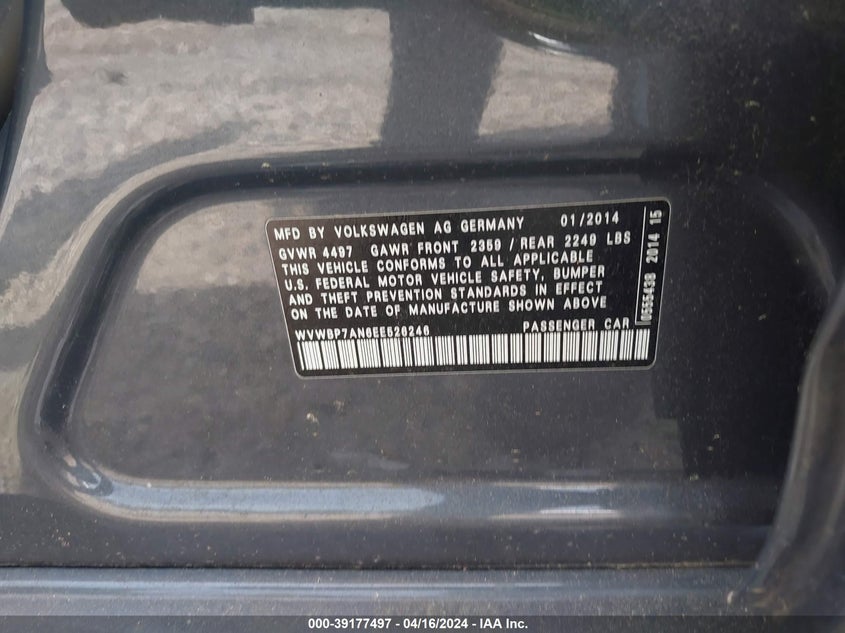 MFD BY VOLKSWAGEN AG GERMANY 01/2014
GVWR 4497 GAWR FRONT 2359 / REAR 2249 LBS
THIS VEHICLE CONFORMS TO ALL APPLICABLE
U.S. FEDERAL MOTOR VEHICLE SAFETY, BUMPER
AND THEFT PREVENTION STANDARDS IN EFFECT
ON THE DATE OF MANUFACTURE SHOWN ABOVE
WVWBP7AN6EE526246 PASSENGER CAR
0555438 2014 15
000-39177497 - 04/16/2024 - IAA Inc.